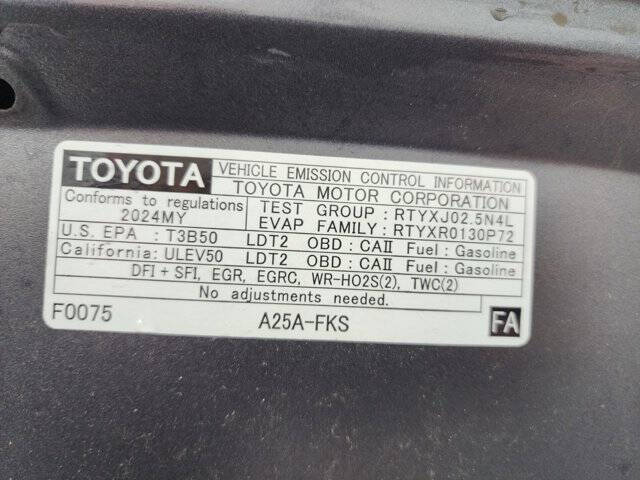 TOYOTA VEHICLE EMISSION CONTROL INFORMATION
TOYOTA MOTOR CORPORATION
Conforms to regulations
2024MY
TEST GROUP : RTYXJ02.5N4L
EVAP FAMILY: RTYXR0130P72
U.S. EPA : T3B50 LDT2 OBD : CAⅡ Fuel : Gasoline
California: ULEV50 LDT2 OBD : CAⅡ Fuel : Gasoline
DFI + SFI, EGR, EGRC, WR-HO2S(2), TWC(2)
No adjustments needed.
F0075 A25A-FKS FA